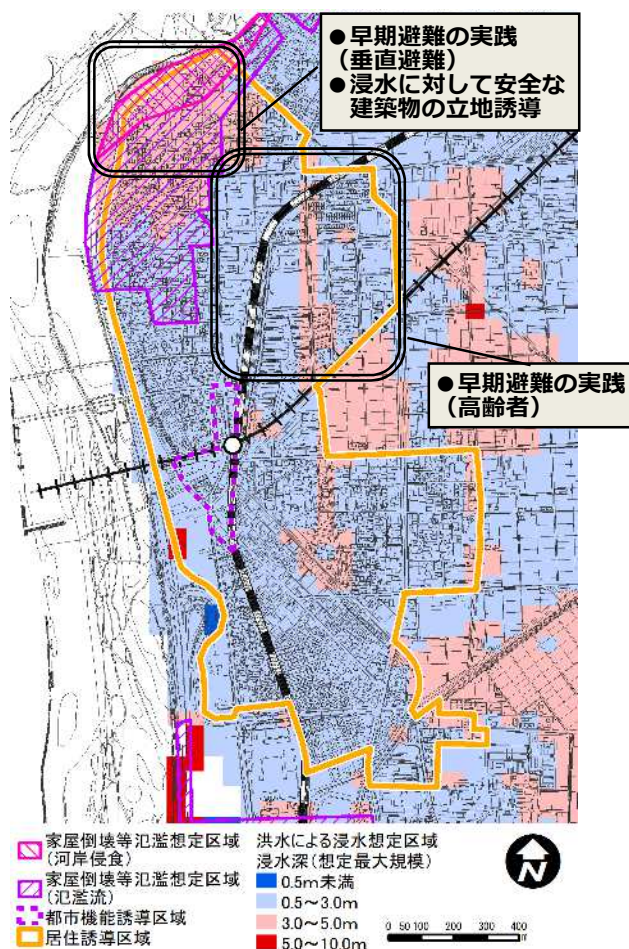 ●早期避難の実践
(垂直避難)
●浸水に対して安全な
建築物の立地誘導
●早期避難の実践
(高齢者)
家屋倒壊等氾濫想定区域
(河岸侵食)
家屋倒壊等氾濫想定区域
(氾濫流)
都市機能誘導区域
居住誘導区域
洪水による浸水想定区域
浸水深(想定最大規模)
0.5m未満
0.5～3.0m
3.0～5.0m
5.0～10.0m
N
0 50 100 200 300 400
m